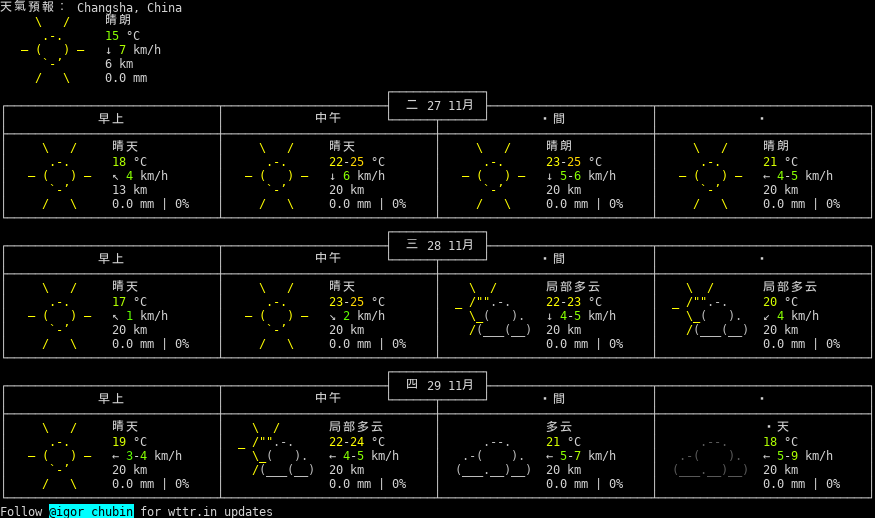 天氣預報： Changsha, China
晴朗
15 °C
↓ 7 km/h
6 km
0.0 mm
二 27 11月
早上 中午 ・間 ・
晴天 晴天 晴朗 晴朗
18 °C 22-25 °C 23-25 °C 21 °C
↖ 4 km/h ↓ 6 km/h ↓ 5-6 km/h ← 4-5 km/h
13 km 20 km 20 km 20 km
0.0 mm | 0% 0.0 mm | 0% 0.0 mm | 0% 0.0 mm | 0%
三 28 11月
早上 中午 ・間 ・
晴天 晴天 局部多云 局部多云
17 °C 23-25 °C 22-23 °C 20 °C
↖ 1 km/h ↘ 2 km/h ↓ 4-5 km/h ↙ 4 km/h
20 km 20 km 20 km 20 km
0.0 mm | 0% 0.0 mm | 0% 0.0 mm | 0% 0.0 mm | 0%
四 29 11月
早上 中午 ・間 ・
晴天 局部多云 多云 ・天
19 °C 22-24 °C 21 °C 18 °C
← 3-4 km/h ← 4-5 km/h ← 5-7 km/h ← 5-9 km/h
20 km 20 km 20 km 20 km
0.0 mm | 0% 0.0 mm | 0% 0.0 mm | 0% 0.0 mm | 0%
Follow @igor_chubin for wttr.in updates